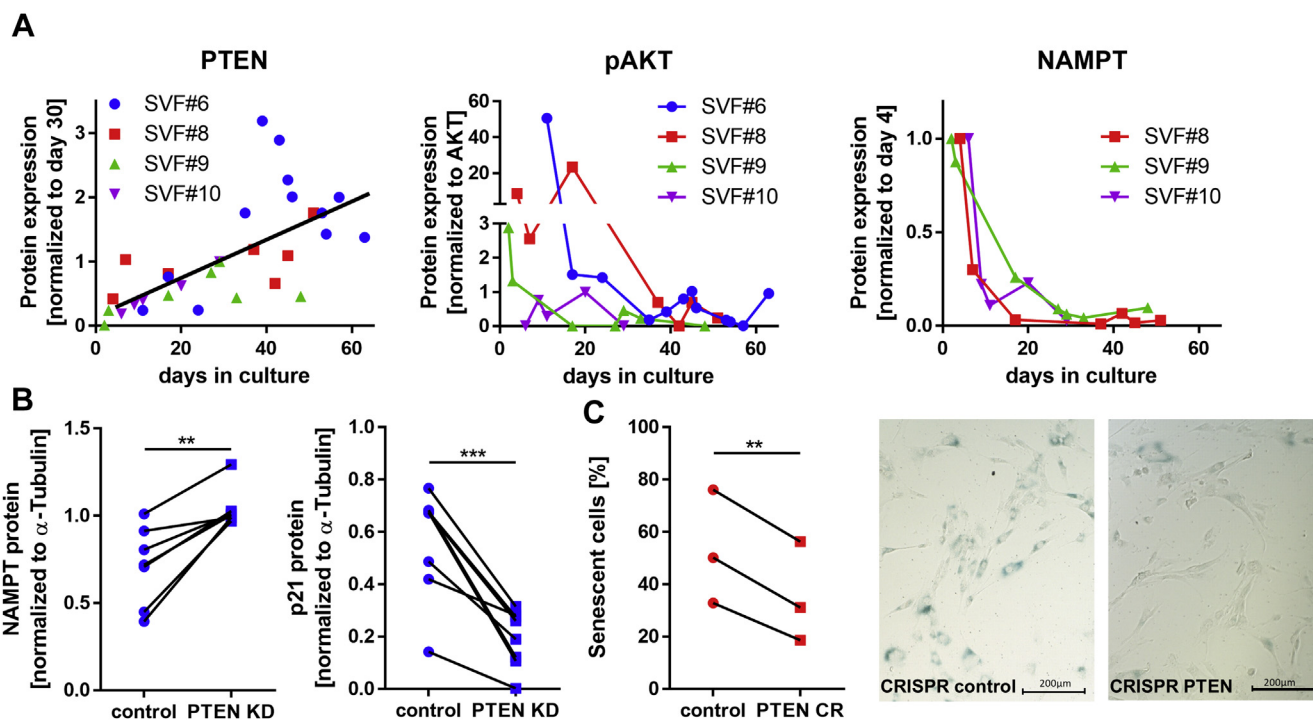 A
PTEN
Protein expression
[normalized to day 30]
3
2
1
0
0
20
40
60
SVF#6
SVF#8
SVF#9
SVF#10
days in culture
pAKT
Protein expression
[normalized to AKT]
60
40
20
3
2
1
0
0
20
40
60
SVF#6
SVF#8
SVF#9
SVF#10
days in culture
NAMPT
Protein expression
[normalized to day 4]
1.0
0.5
0.0
0
20
40
60
SVF#8
SVF#9
SVF#10
days in culture
B
NAMPT protein
[normalized to α-Tubulin]
1.5
1.0
0.5
0.0
**
control PTEN KD
p21 protein
[normalized to α-Tubulin]
1.0
0.8
0.6
0.4
0.2
0.0
***
control PTEN KD
C
Senescent cells [%]
100
80
60
40
20
0
**
control PTEN CR
CRISPR control
200µm
CRISPR PTEN
200µm